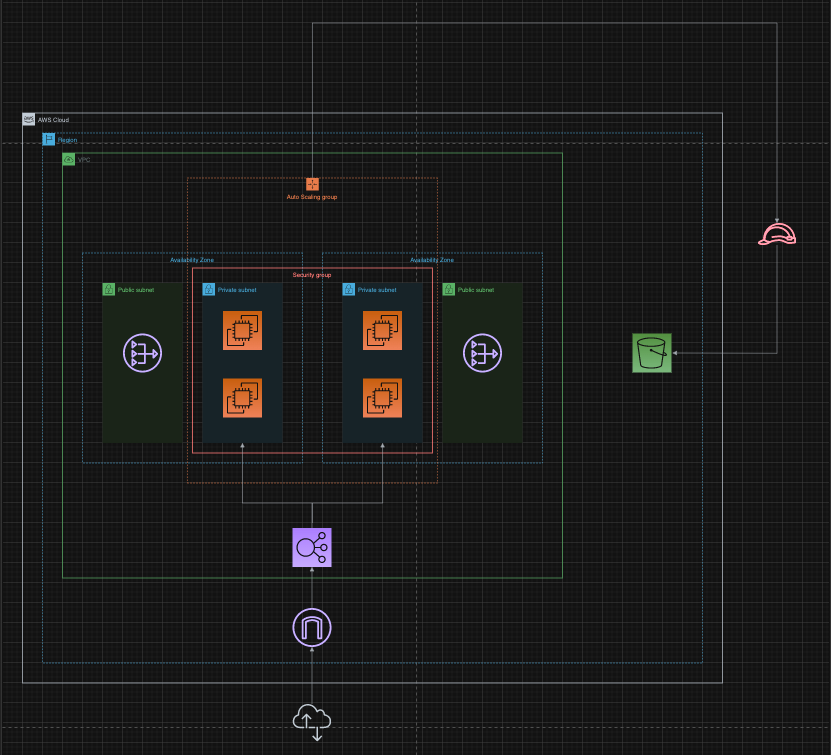 aws
AWS Cloud
Region
VPC
Auto Scaling group
Availability Zone
Availability Zone
Security group
Public subnet
Private subnet
Private subnet
Public subnet